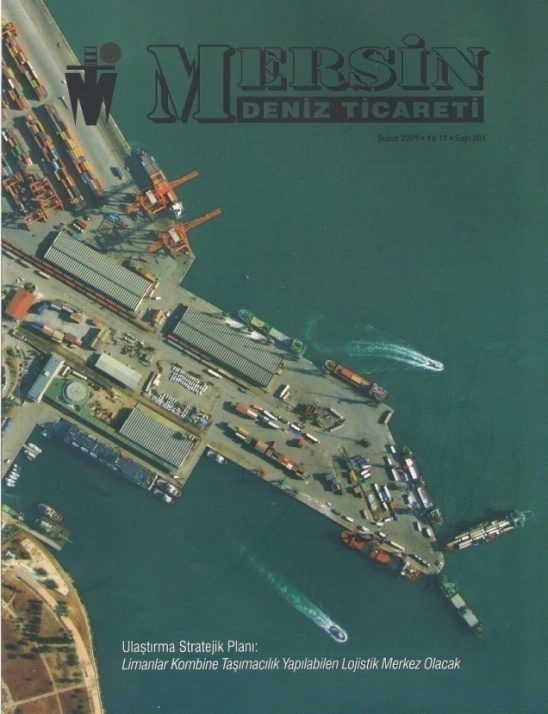 MERSİN
DENİZ TİCARETİ
Şubat 2009 • Yıl.17 • Sayı 201
Ulaştırma Stratejik Planı:
Limanlar Kombine Taşımacılık Yapılabilen Lojistik Merkez Olacak